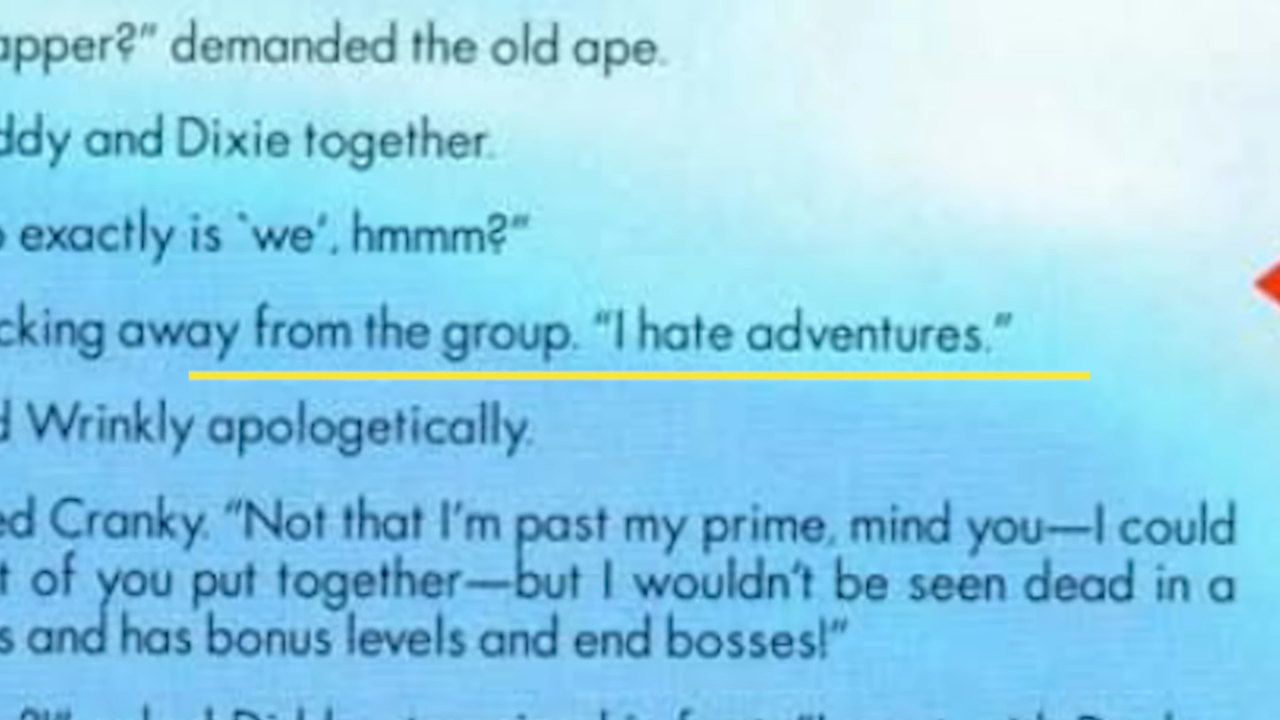 apper?" demanded the old ape.
ddy and Dixie together.
exactly is `we', hmmm?"
cking away from the group. "I hate adventures."
d Wrinkly apologetically.
ed Cranky. "Not that I'm past my prime, mind you—I could
t of you put together—but I wouldn't be seen dead in a
s and has bonus levels and end bosses!"